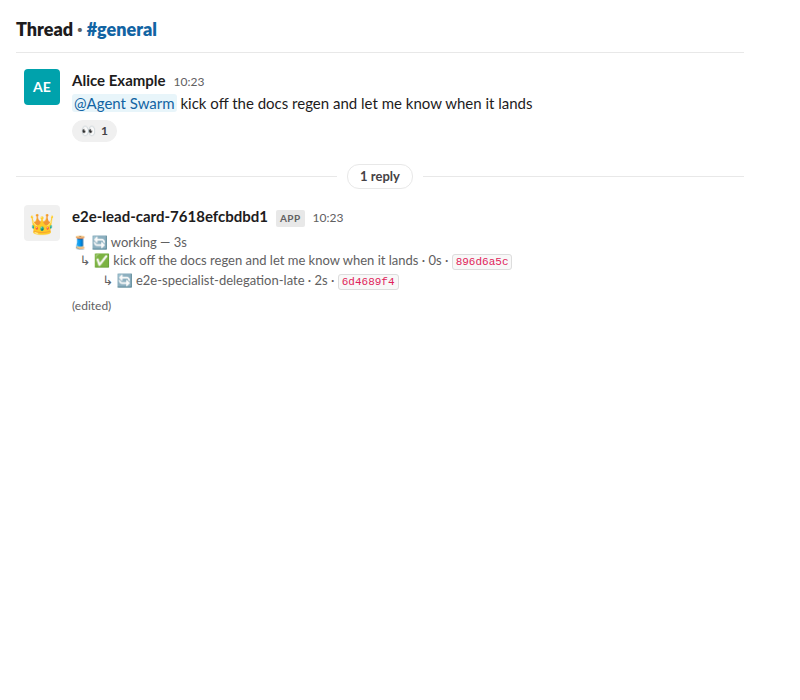 Thread • #general
AE
Alice Example 10:23
@Agent Swarm kick off the docs regen and let me know when it lands
👀 1
1 reply
e2e-lead-card-7618efcbdbd1 APP 10:23
🧵 🔄 working — 3s
↳ ✅ kick off the docs regen and let me know when it lands · 0s · 896d6a5c
↳ 🔄 e2e-specialist-delegation-late · 2s · 6d4689f4
(edited)